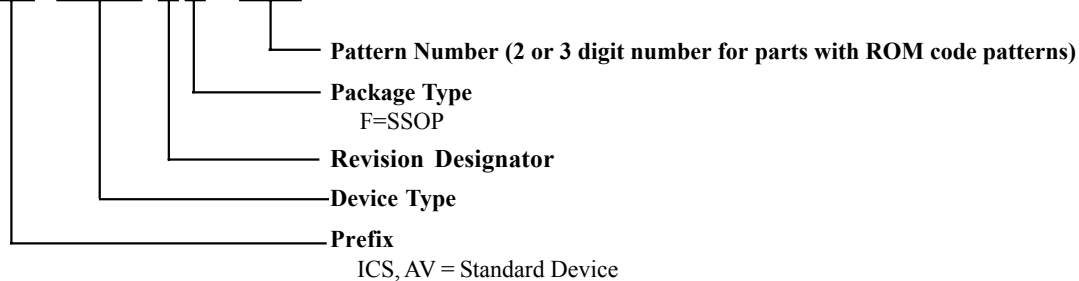 Pattern Number (2 or 3 digit number for parts with ROM code patterns)
Package Type
F=SSOP
Revision Designator
Device Type
Prefix
ICS, AV = Standard Device